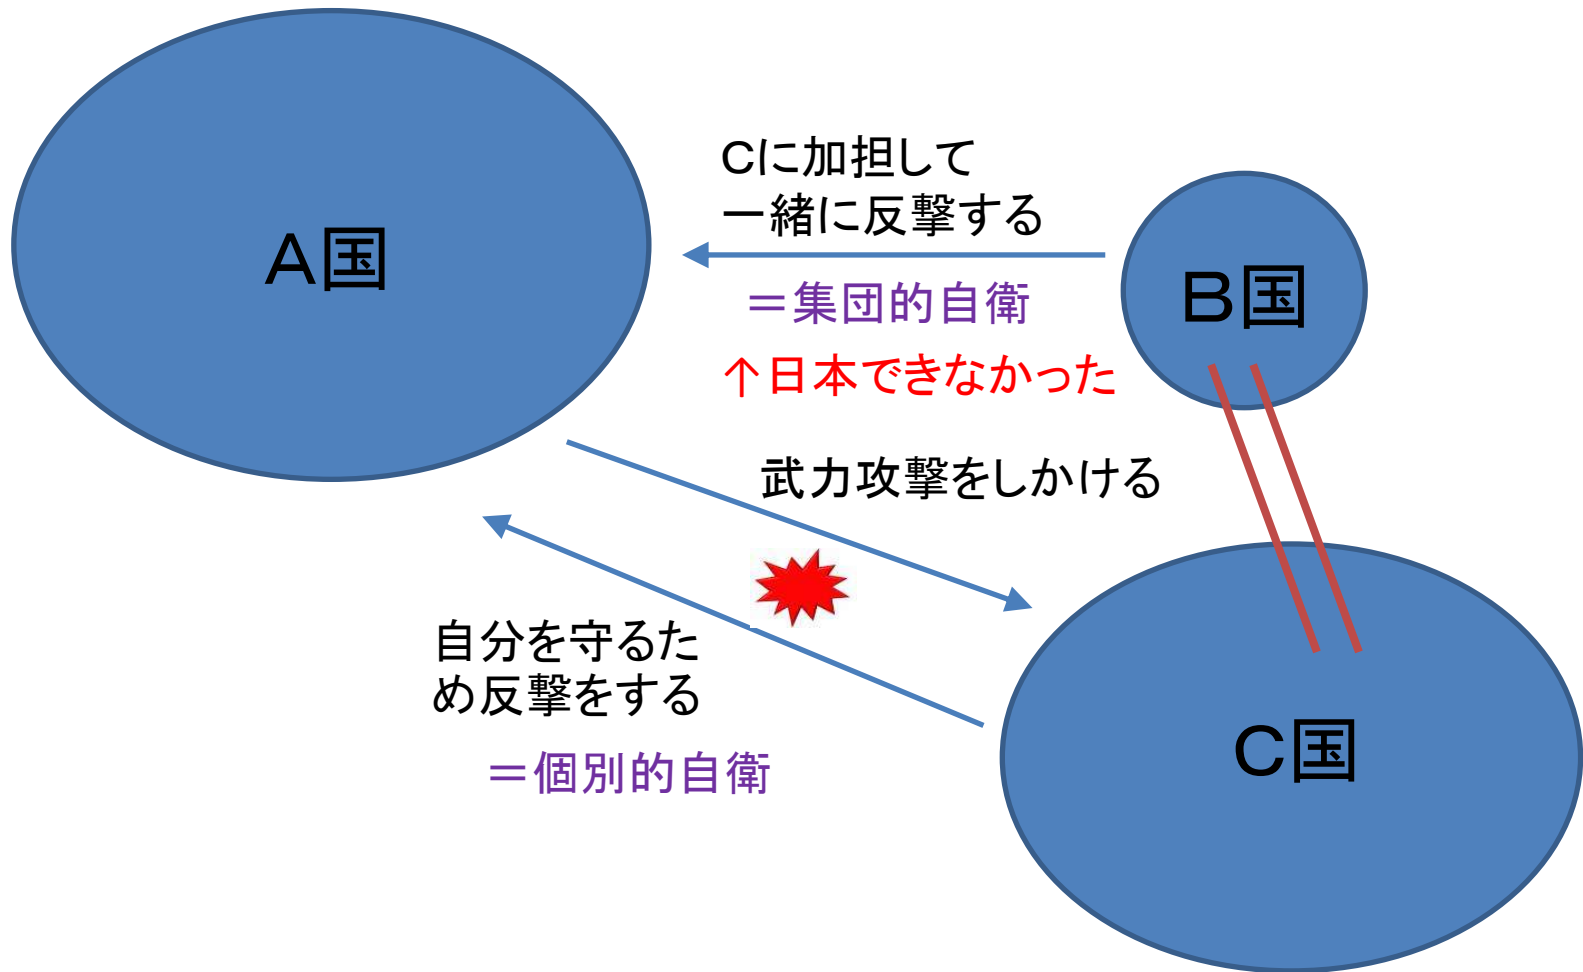 A国
Cに加担して
一緒に反撃する
＝集団的自衛
↑日本できなかった
B国
武力攻撃をしかける
自分を守るた
め反撃をする
＝個別的自衛
C国